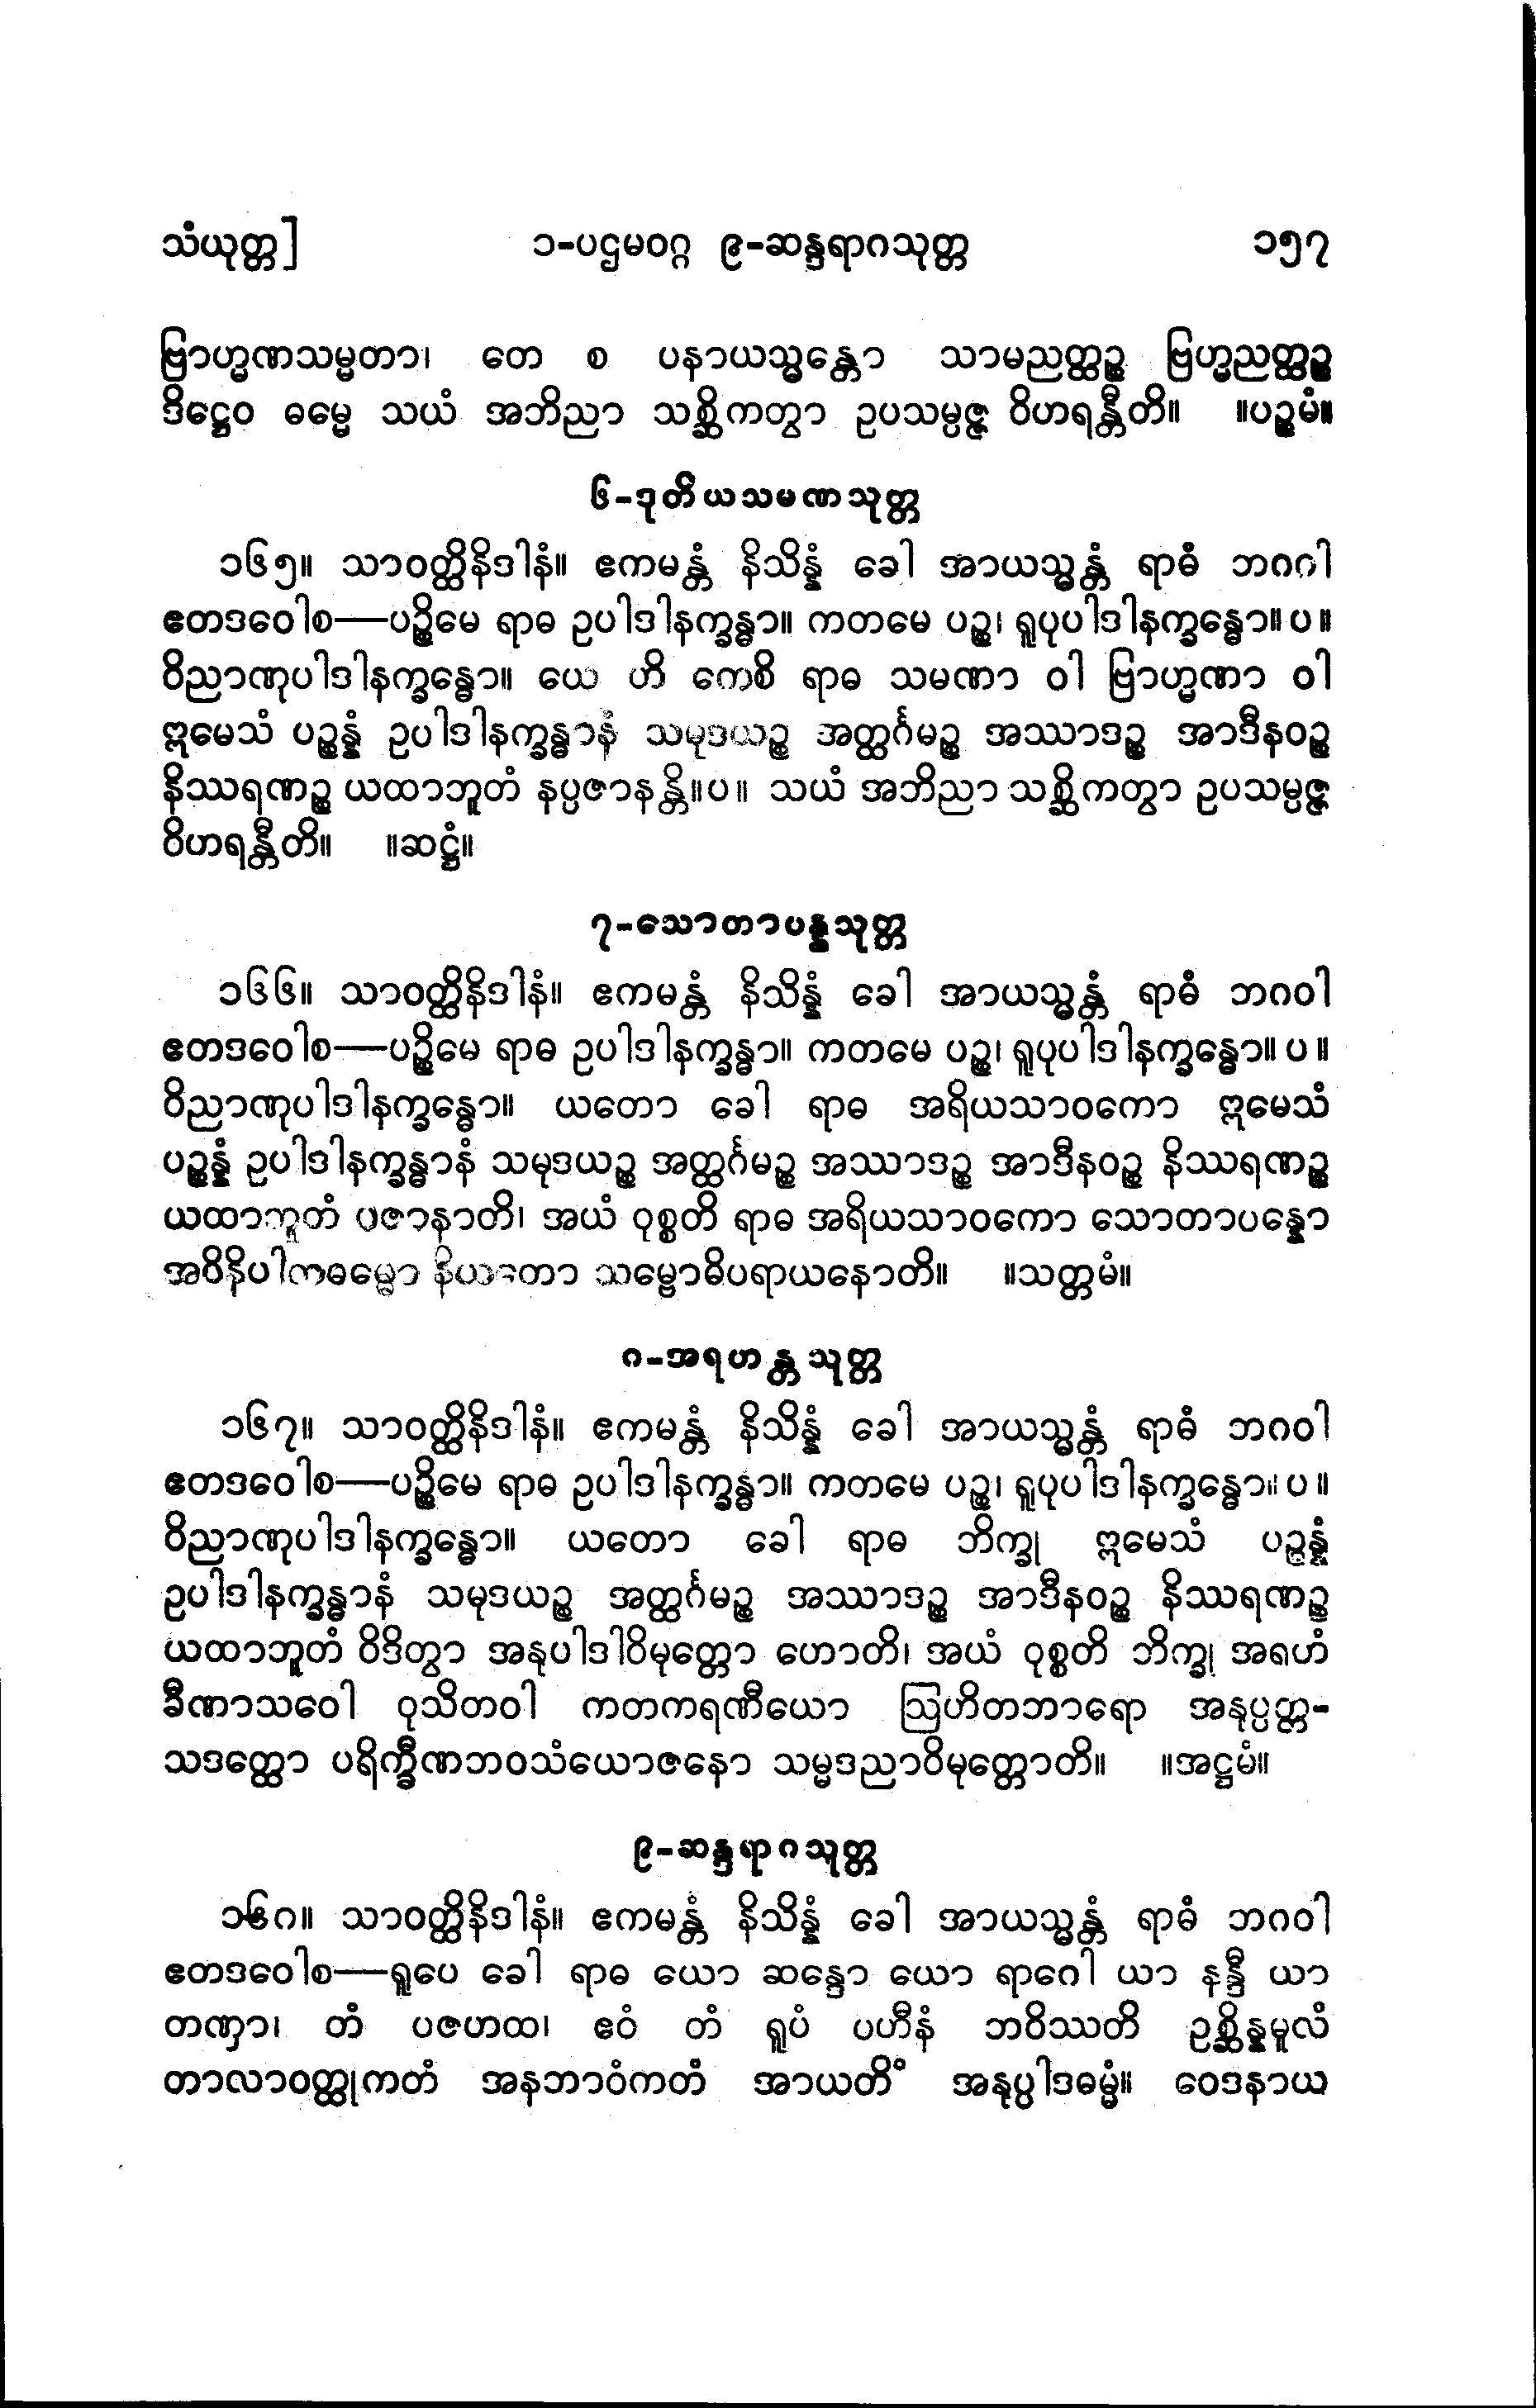 သံယုတ္တ] ၁-ပဌမဝဂ္ဂ ၉-ဆန္ဒရာဂသုတ္တ ၁၅၇
ဗြာဟ္မဏသမ္မတာ၊ တေ စ ပနာယသ္မန္တော သာမညတ္ထဉ္စ ဗြဟ္မညတ္ထဉ္စ
ဒိဋ္ဌေဝ ဓမ္မေ သယံ အဘိညာ သစ္ဆိကတွာ ဥပသမ္ပဇ္ဇ ဝိဟရန္တီတိ။ ။ပဉ္စမံ။
၆-ဒုတိယသမဏသုတ္တ
၁၆၅။ သာဝတ္ထိနိဒါနံ။ ဧကမန္တံ နိသိန္နံ ခေါ အာယသ္မန္တံ ရာဓံ ဘဂဝါ
ဧတဒဝေါစ—ပဉ္စိမေ ရာဓ ဥပါဒါနက္ခန္ဓာ။ ကတမေ ပဉ္စ၊ ရူပုပါဒါနက္ခန္ဓော။ပ။
ဝိညာဏုပါဒါနက္ခန္ဓော။ ယေ ဟိ ကေစိ ရာဓ သမဏာ ဝါ ဗြာဟ္မဏာ ဝါ
ဣမေသံ ပဉ္စန္နံ ဥပါဒါနက္ခန္ဓာနံ သမုဒယဉ္စ အတ္ထင်္ဂမဉ္စ အဿာဒဉ္စ အာဒီနဝဉ္စ
နိဿရဏဉ္စ ယထာဘူတံ နပ္ပဇာနန္တိ။ပ။ သယံ အဘိညာ သစ္ဆိကတွာ ဥပသမ္ပဇ္ဇ
ဝိဟရန္တီတိ။ ။ဆဋ္ဌံ။
၇-သောတာပန္နသုတ္တ
၁၆၆။ သာဝတ္ထိနိဒါနံ။ ဧကမန္တံ နိသိန္နံ ခေါ အာယသ္မန္တံ ရာဓံ ဘဂဝါ
ဧတဒဝေါစ—ပဉ္စိမေ ရာဓ ဥပါဒါနက္ခန္ဓာ။ ကတမေ ပဉ္စ၊ ရူပုပါဒါနက္ခန္ဓော။ပ။
ဝိညာဏုပါဒါနက္ခန္ဓော။ ယတော ခေါ ရာဓ အရိယသာဝကော ဣမေသံ
ပဉ္စန္နံ ဥပါဒါနက္ခန္ဓာနံ သမုဒယဉ္စ အတ္ထင်္ဂမဉ္စ အဿာဒဉ္စ အာဒီနဝဉ္စ နိဿရဏဉ္စ
ယထာဘူတံ ပဇာနာတိ၊ အယံ ဝုစ္စတိ ရာဓ အရိယသာဝကော သောတာပန္နော
အဝိနိပါတဓမ္မော နိယတော သမ္ဗောဓိပရာယနောတိ။ ။သတ္တမံ။
၈-အရဟန္တသုတ္တ
၁၆၇။ သာဝတ္ထိနိဒါနံ။ ဧကမန္တံ နိသိန္နံ ခေါ အာယသ္မန္တံ ရာဓံ ဘဂဝါ
ဧတဒဝေါစ—ပဉ္စိမေ ရာဓ ဥပါဒါနက္ခန္ဓာ။ ကတမေ ပဉ္စ၊ ရူပုပါဒါနက္ခန္ဓော။ပ။
ဝိညာဏုပါဒါနက္ခန္ဓော။ ယတော ခေါ ရာဓ ဘိက္ခု ဣမေသံ ပဉ္စန္နံ
ဥပါဒါနက္ခန္ဓာနံ သမုဒယဉ္စ အတ္ထင်္ဂမဉ္စ အဿာဒဉ္စ အာဒီနဝဉ္စ နိဿရဏဉ္စ
ယထာဘူတံ ဝိဒိတွာ အနုပါဒါဝိမုတ္တော ဟောတိ၊ အယံ ဝုစ္စတိ ဘိက္ခု အရဟံ
ခီဏာသဝေါ ဝုသိတဝါ ကတကရဏီယော ဩဟိတဘာရော အနုပ္ပတ္တ-
သဒတ္ထော ပရိက္ခီဏဘဝသံယောဇနော သမ္မဒညာဝိမုတ္တောတိ။ ။အဋ္ဌမံ။
၉-ဆန္ဒရာဂသုတ္တ
၁၆၈။ သာဝတ္ထိနိဒါနံ။ ဧကမန္တံ နိသိန္နံ ခေါ အာယသ္မန္တံ ရာဓံ ဘဂဝါ
ဧတဒဝေါစ—ရူပေ ခေါ ရာဓ ယော ဆန္ဒော ယော ရာဂေါ ယာ နန္ဒီ ယာ
တဏှာ၊ တံ ပဇဟထ၊ ဧဝံ တံ ရူပံ ပဟီနံ ဘဝိဿတိ ဥစ္ဆိန္နမူလံ
တာလာဝတ္ထုကတံ အနဘာဝံကတံ အာယတိံ အနုပ္ပါဒဓမ္မံ။ ဝေဒနာယ